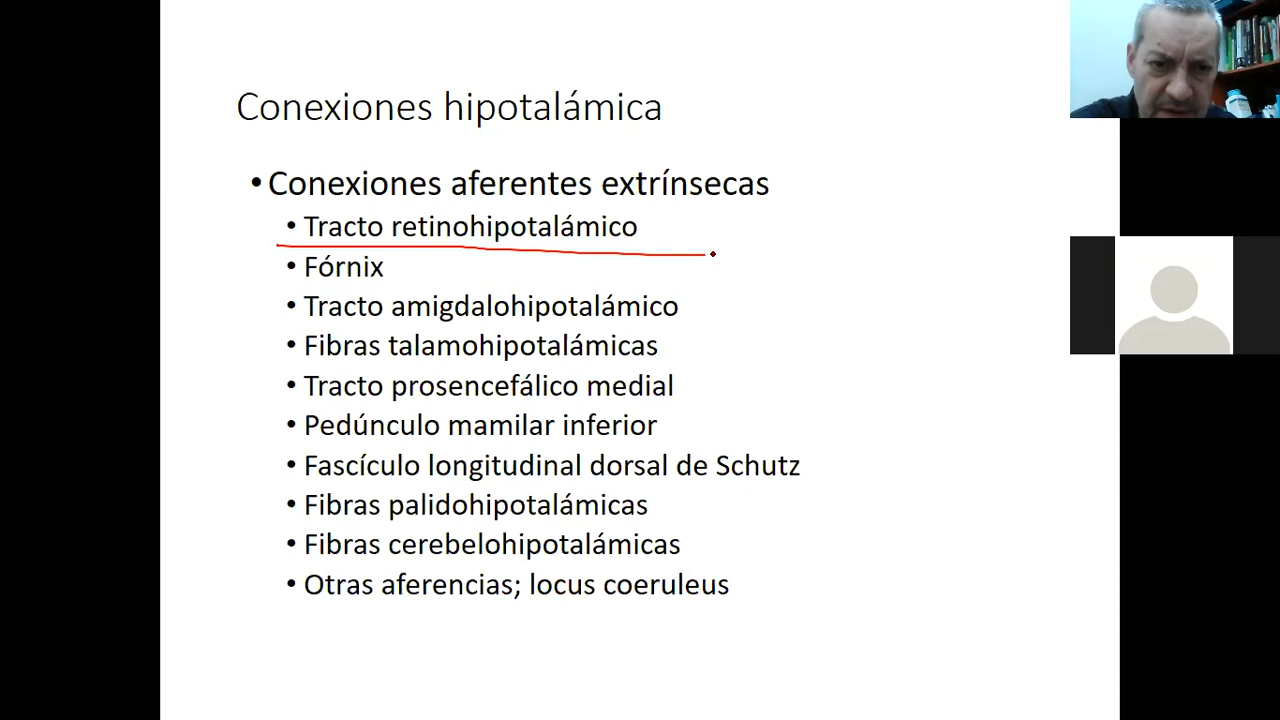 Conexiones hipotalámica
• Conexiones aferentes extrínsecas
• Tracto retinohipotalámico
• Fórnix
• Tracto amigdalohipotalámico
• Fibras talamohipotalámicas
• Tracto prosencefálico medial
• Pedúnculo mamilar inferior
• Fascículo longitudinal dorsal de Schutz
• Fibras palidohipotalámicas
• Fibras cerebelohipotalámicas
• Otras aferencias; locus coeruleus